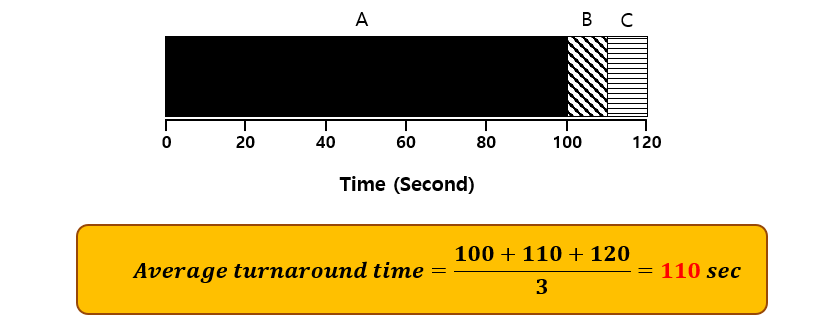 A B C
0 20 40 60 80 100 120
Time (Second)
Average turnaround time = (100 + 110 + 120) / 3 = 110 sec